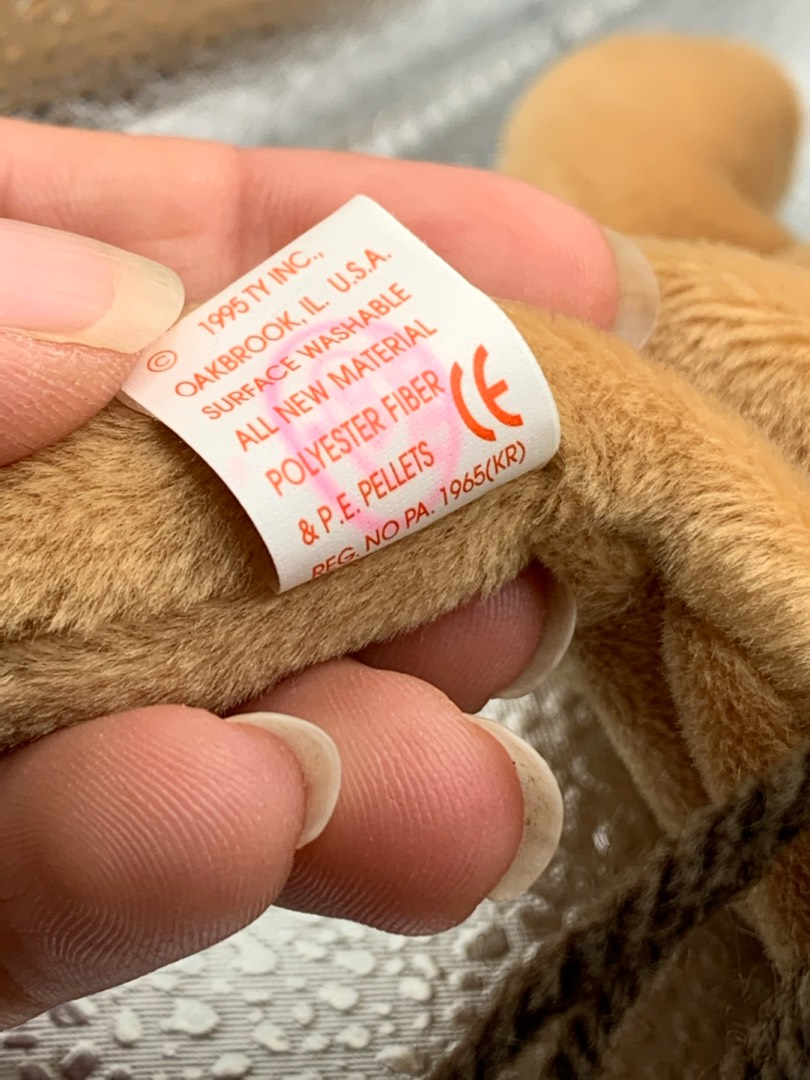 © 1995 TY INC.,
OAKBROOK, IL. U.S.A.
SURFACE WASHABLE
ALL NEW MATERIAL
POLYESTER FIBER
& P.E. PELLETS
CE
REG. NO PA. 1965(KR)